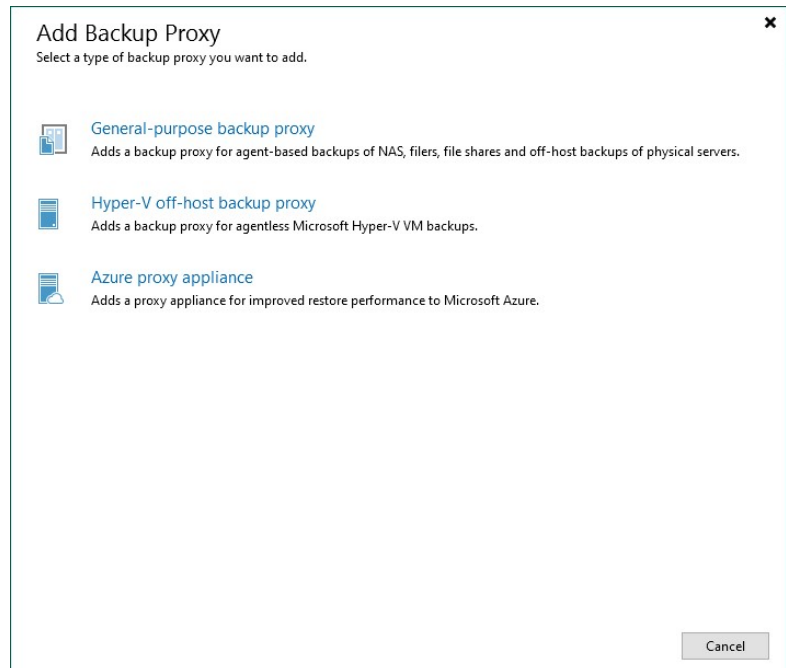 Add Backup Proxy
Select a type of backup proxy you want to add.
General-purpose backup proxy
Adds a backup proxy for agent-based backups of NAS, filers, file shares and off-host backups of physical servers.
Hyper-V off-host backup proxy
Adds a backup proxy for agentless Microsoft Hyper-V VM backups.
Azure proxy appliance
Adds a proxy appliance for improved restore performance to Microsoft Azure.
Cancel